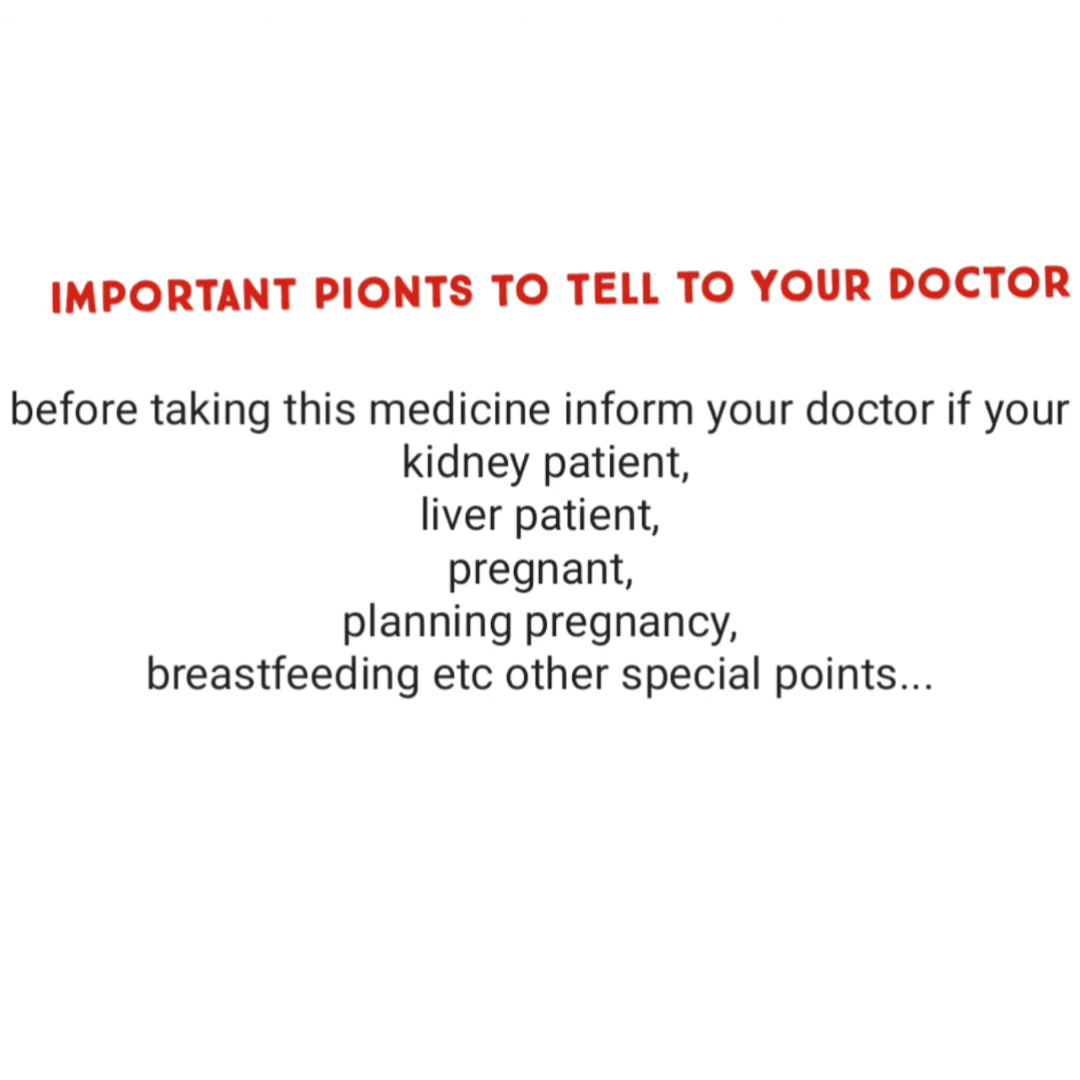 IMPORTANT PIONTS TO TELL TO YOUR DOCTOR
before taking this medicine inform your doctor if your
kidney patient,
liver patient,
pregnant,
planning pregnancy,
breastfeeding etc other special points...